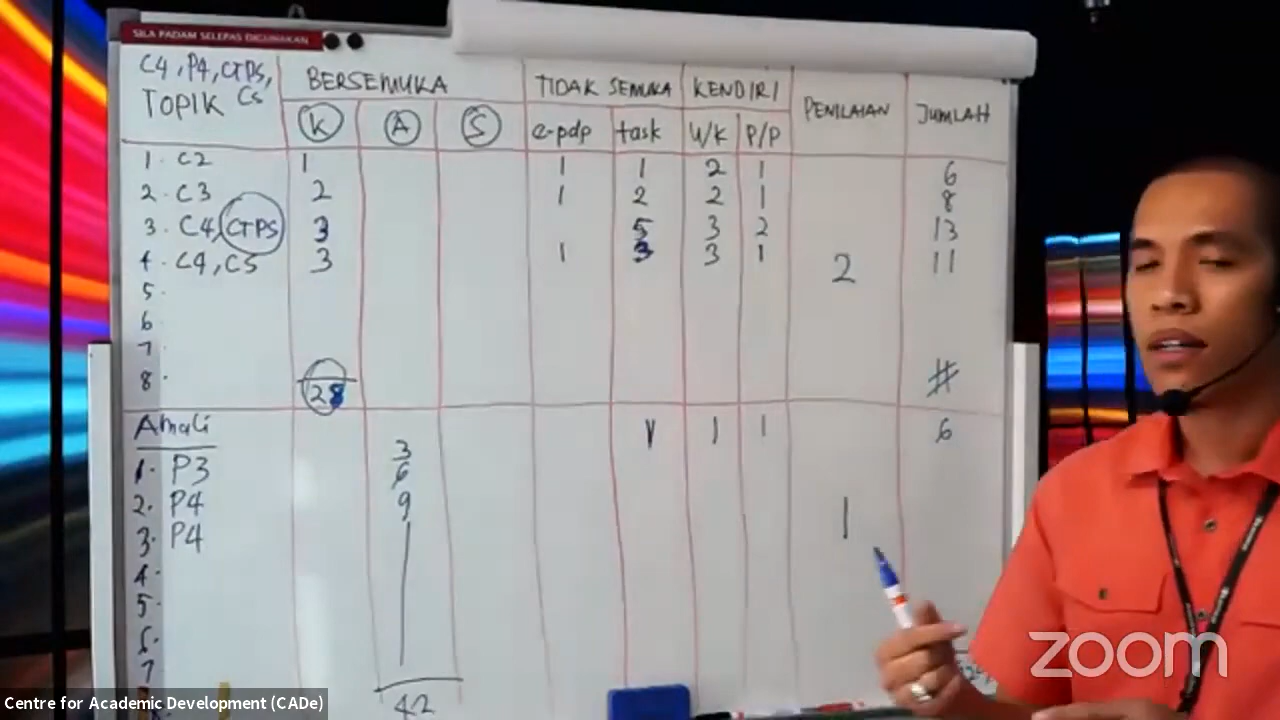 SILA PADAM SELEPAS DIGUNAKAN
C4, P4, CTPS, C5
TOPIK BERSEMUKA TIDAK SEMUKA KENDIRI PENILAIAN JUMLAH
K A S e-pdp task U/K P/P
1. C2 1 1 1 2 1 6
2. C3 2 1 2 2 1 8
3. C4, CTPS 3 5 3 2 13
4. C4, C5 3 1 3 3 1 2 11
5.
6.
7.
8. #
28
Amali 1 1 6
1. P3 3
6
2. P4 9
3. P4 1
4.
5.
6.
7
42
zoom
Centre for Academic Development (CADe)